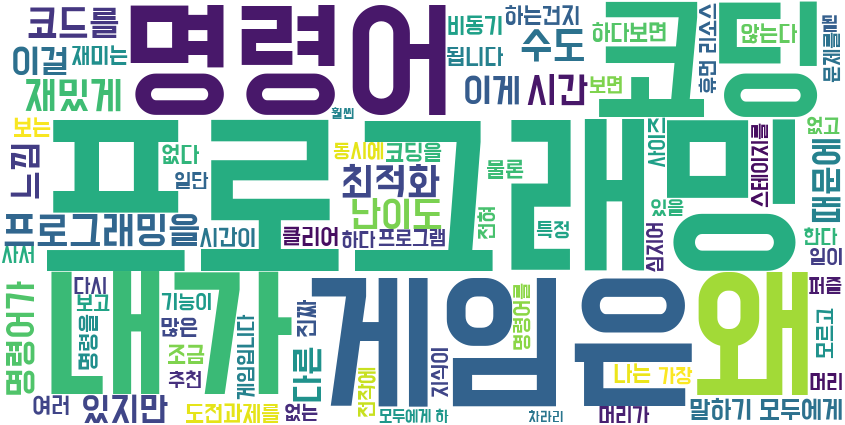 코드를
명령어
비동기
하는건지
코딩
이걸
재미는
됩니다
수도
하다보면
휴먼 리소스
않는다
문제를
재밌게
이게
시간
보면
훨씬
보는
프로그래밍
느낌
없다
일단
동시에
코딩을
물론
최적화
사이진
스테이지를
없고
때문에
프로그래밍을
시간이
클리어
난이도
하다
프로그램
전혀
특정
있을
심지어
한다
사서
일이
명령어가
다시
보고
명령을
내가
기능이
많은
조금
추천
게임입니다
진짜
다른
게임은
전작에
지식이
명령어를
왜
퍼즐
모르고
나는
가장
머리
여러
있지만
도전과제를
없는
모두에게 하
차라리
머리가
말하기
모두에게